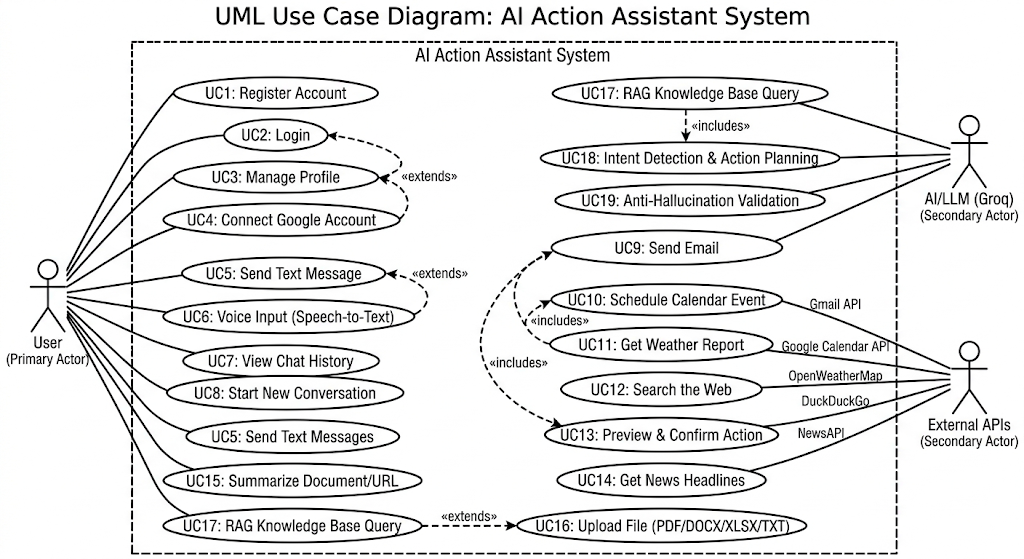 UML Use Case Diagram: AI Action Assistant System
AI Action Assistant System
UC1: Register Account
UC2: Login
UC3: Manage Profile
«extends»
UC4: Connect Google Account
UC5: Send Text Message
«extends»
UC6: Voice Input (Speech-to-Text)
UC7: View Chat History
UC8: Start New Conversation
UC5: Send Text Messages
UC15: Summarize Document/URL
UC17: RAG Knowledge Base Query
«extends»
UC16: Upload File (PDF/DOCX/XLSX/TXT)
User
(Primary Actor)
UC17: RAG Knowledge Base Query
«includes»
UC18: Intent Detection & Action Planning
UC19: Anti-Hallucination Validation
UC9: Send Email
UC10: Schedule Calendar Event
«includes»
UC11: Get Weather Report
«includes»
UC12: Search the Web
UC13: Preview & Confirm Action
UC14: Get News Headlines
Gmail API
Google Calendar API
OpenWeatherMap
DuckDuckGo
NewsAPI
AI/LLM (Groq)
(Secondary Actor)
External APIs
(Secondary Actor)